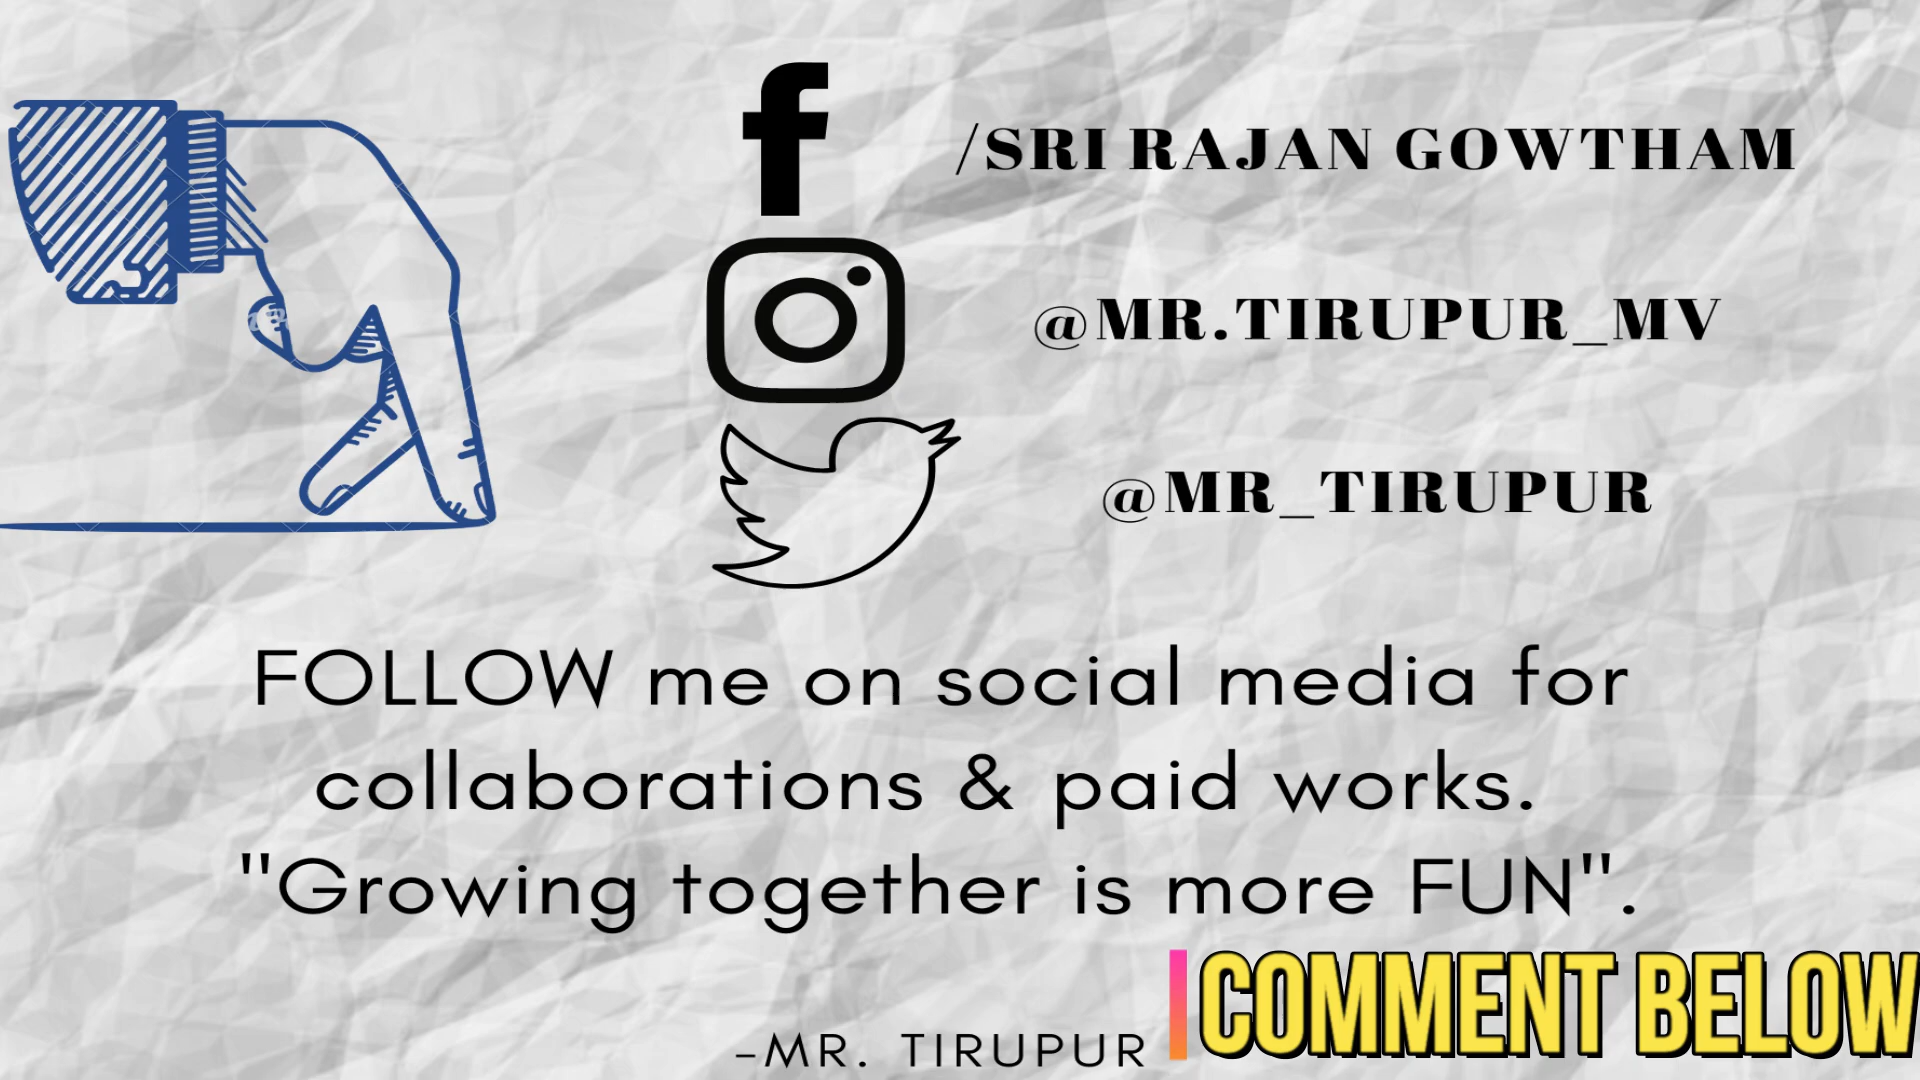 /SRI RAJAN GOWTHAM
@MR.TIRUPUR_MV
@MR_TIRUPUR
FOLLOW me on social media for
collaborations & paid works.
"Growing together is more FUN".
-MR. TIRUPUR
COMMENT BELOW